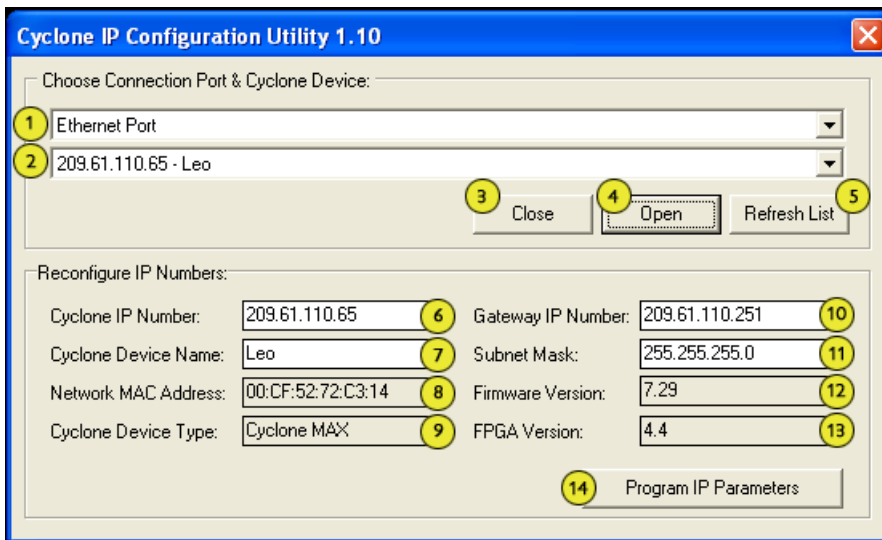 Cyclone IP Configuration Utility 1.10
Choose Connection Port & Cyclone Device:
1 Ethernet Port
2 209.61.110.65 - Leo
3 Close 4 Open Refresh List 5
Reconfigure IP Numbers:
Cyclone IP Number: 209.61.110.65 6 Gateway IP Number: 209.61.110.251 10
Cyclone Device Name: Leo 7 Subnet Mask: 255.255.255.0 11
Network MAC Address: 00:CF:52:72:C3:14 8 Firmware Version: 7.29 12
Cyclone Device Type: Cyclone MAX 9 FPGA Version: 4.4 13
14 Program IP Parameters